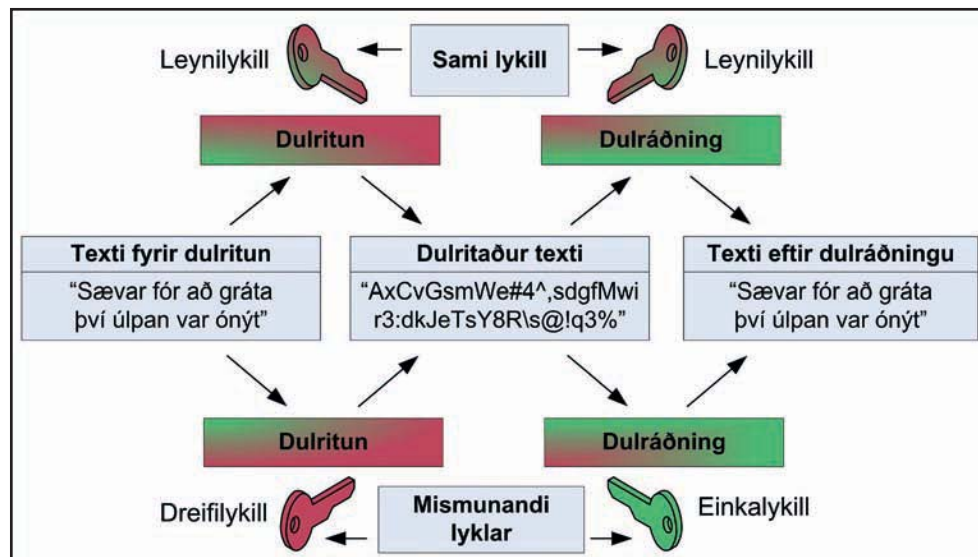 Leynilykill
Sami lykill
Leynilykill
Dulritun
Dulráðning
Texti fyrir dulritun
“Sævar fór að gráta
því úlpan var ónýt”
Dulritaður texti
“AxCvGsmWe#4^,sdgfMwi
r3:dkJeTsY8R\s@!q3%”
Texti eftir dulráðningu
“Sævar fór að gráta
því úlpan var ónýt”
Dulritun
Dulráðning
Dreifilykill
Mismunandi
lyklar
Einkalykill